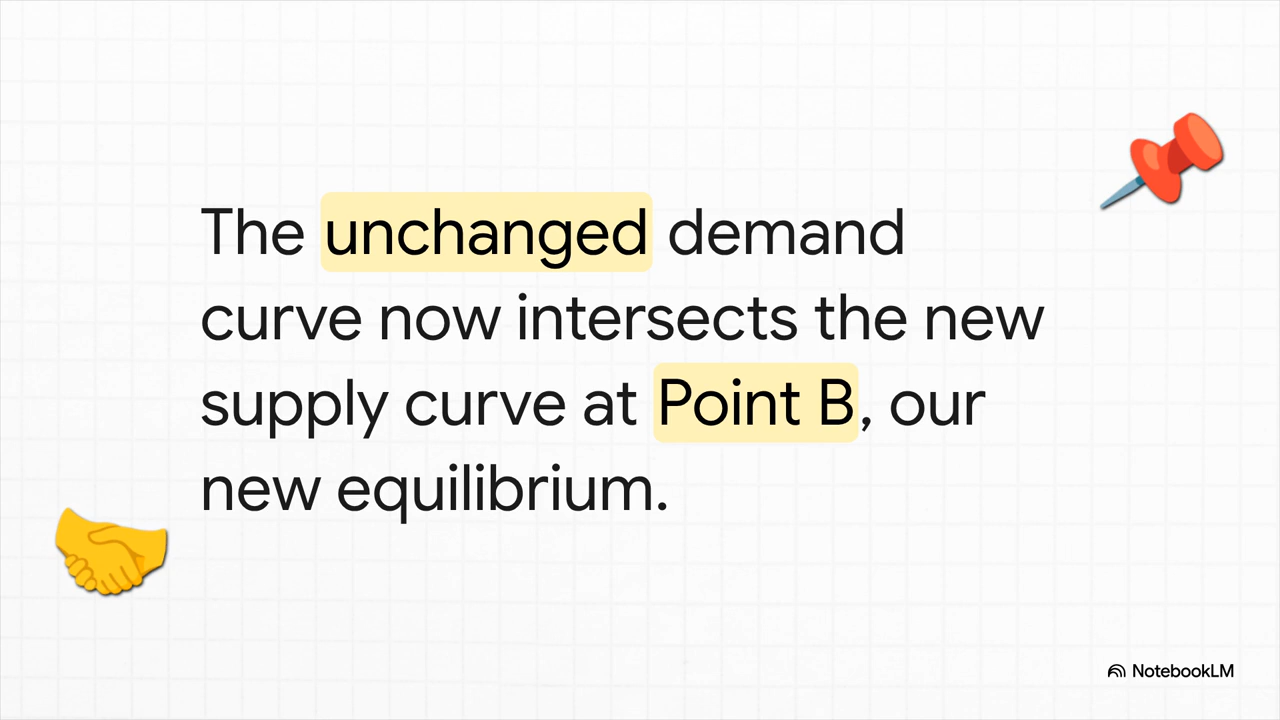 The unchanged demand
curve now intersects the new
supply curve at Point B, our
new equilibrium.
NotebookLM